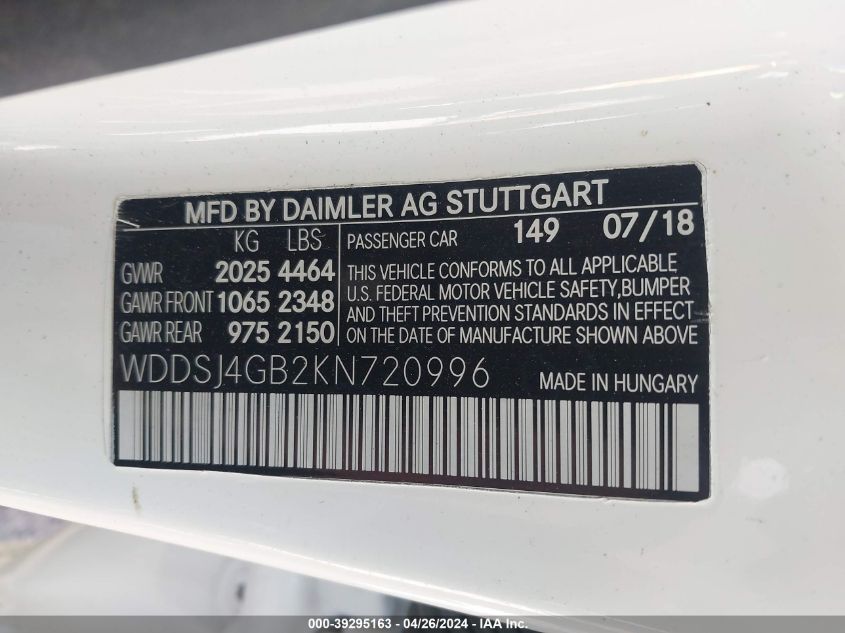 MFD BY DAIMLER AG STUTTGART
KG LBS
GVWR 2025 4464
GAWR FRONT 1065 2348
GAWR REAR 975 2150
PASSENGER CAR 149 07/18
THIS VEHICLE CONFORMS TO ALL APPLICABLE
U.S. FEDERAL MOTOR VEHICLE SAFETY, BUMPER
AND THEFT PREVENTION STANDARDS IN EFFECT
ON THE DATE OF MANUFACTURE SHOWN ABOVE
WDDSJ4GB2KN720996 MADE IN HUNGARY
000-39295163 - 04/26/2024 - IAA Inc.